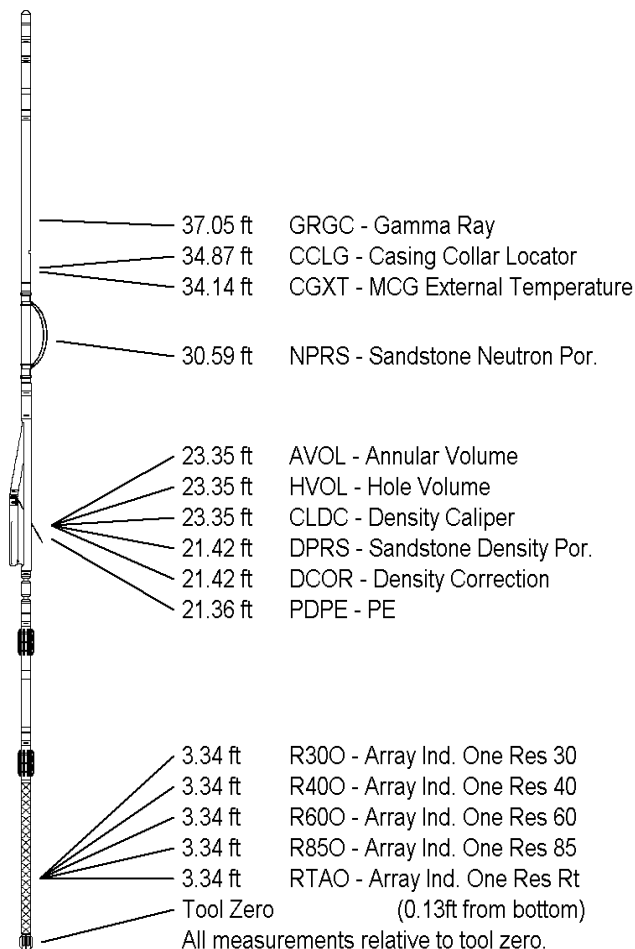 37.05 ft GRGC - Gamma Ray
34.87 ft CCLG - Casing Collar Locator
34.14 ft CGXT - MCG External Temperature
30.59 ft NPRS - Sandstone Neutron Por.
23.35 ft AVOL - Annular Volume
23.35 ft HVOL - Hole Volume
23.35 ft CLDC - Density Caliper
21.42 ft DPRS - Sandstone Density Por.
21.42 ft DCOR - Density Correction
21.36 ft PDPE - PE
3.34 ft R30O - Array Ind. One Res 30
3.34 ft R40O - Array Ind. One Res 40
3.34 ft R60O - Array Ind. One Res 60
3.34 ft R85O - Array Ind. One Res 85
3.34 ft RTAO - Array Ind. One Res Rt
Tool Zero (0.13ft from bottom)
All measurements relative to tool zero.